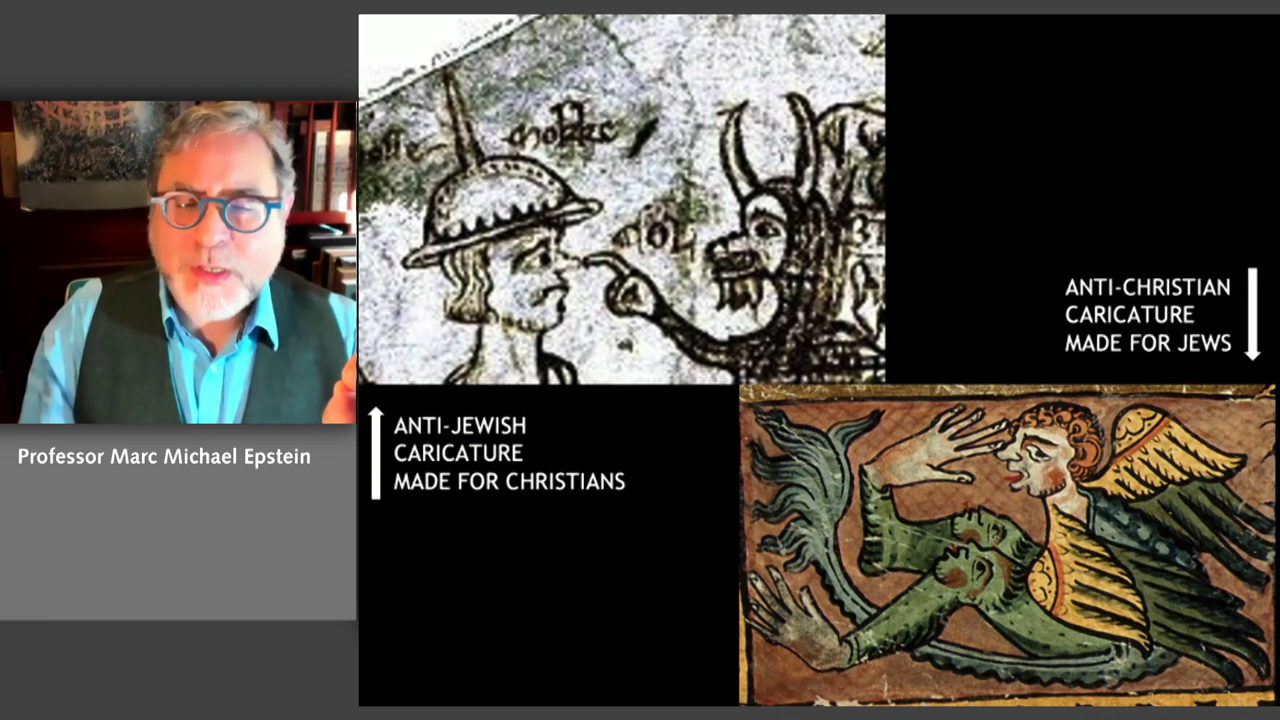 Professor Marc Michael Epstein
ANTI-JEWISH
CARICATURE
MADE FOR CHRISTIANS
ANTI-CHRISTIAN
CARICATURE
MADE FOR JEWS